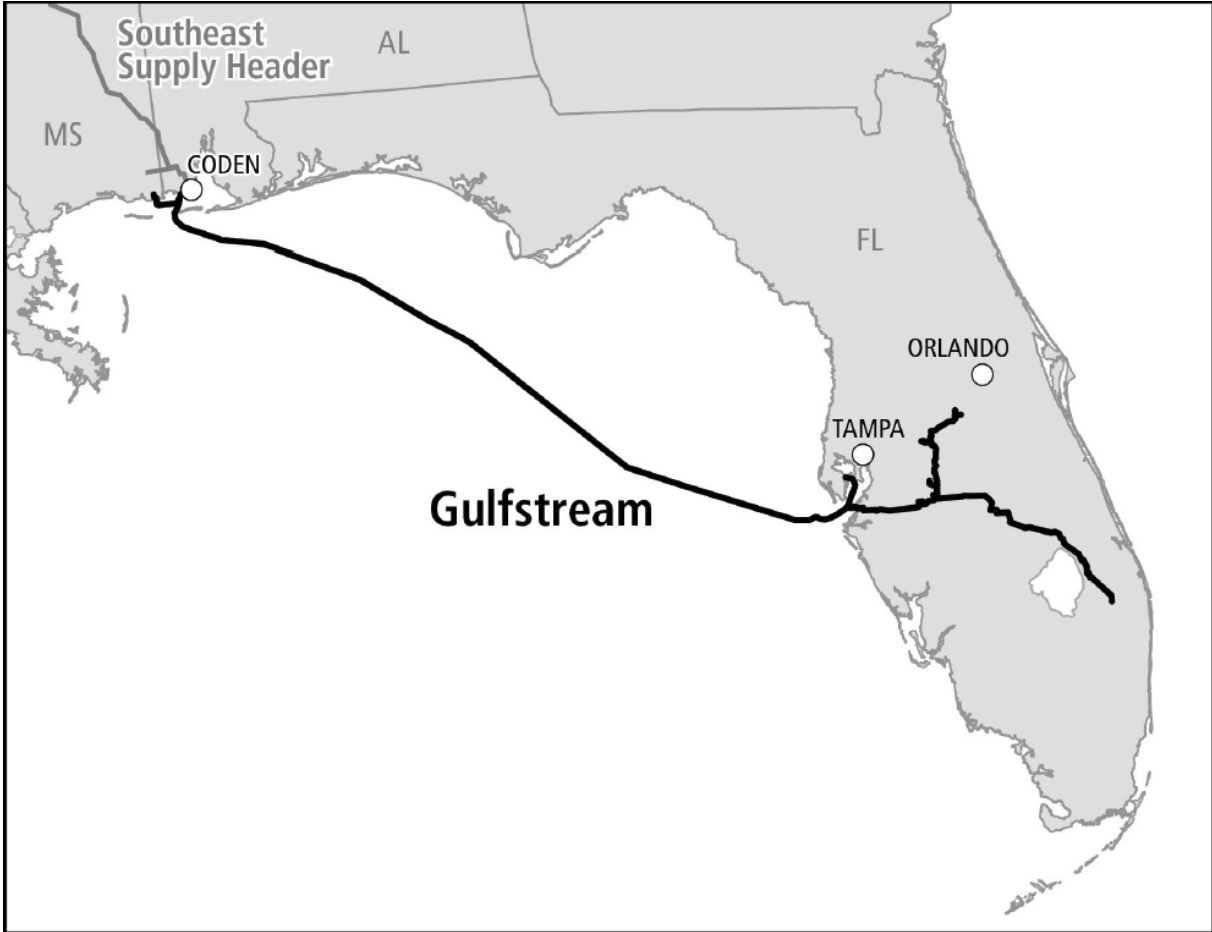 Southeast
Supply Header
AL
MS
CODEN
FL
ORLANDO
TAMPA
Gulfstream